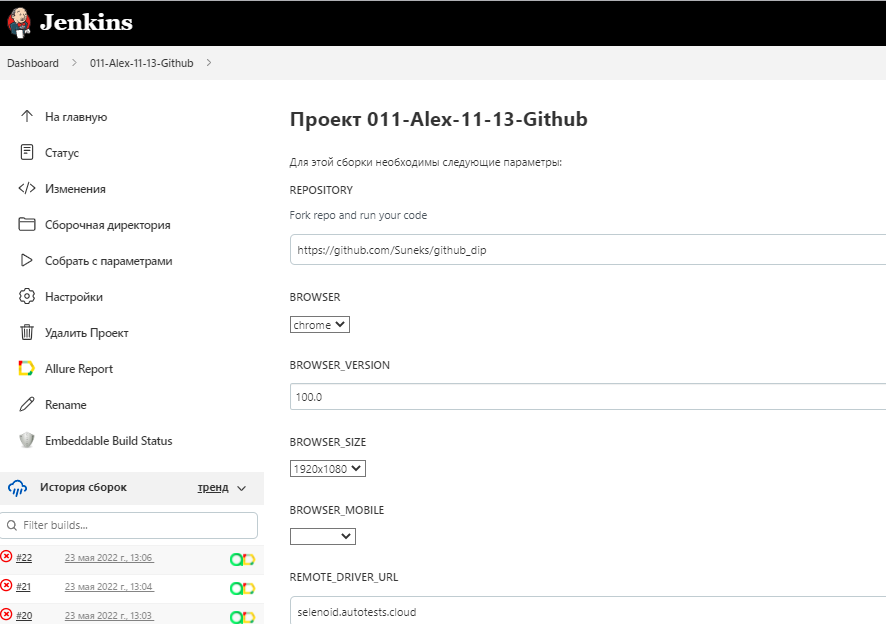 Jenkins
Dashboard
011-Alex-11-13-Github
На главную
Статус
Изменения
Сборочная директория
Собрать с параметрами
Настройки
Удалить Проект
Allure Report
Rename
Embeddable Build Status
История сборок
тренд
Filter builds...
#22 23 мая 2022 г., 13:06
#21 23 мая 2022 г., 13:04
#20 23 мая 2022 г., 13:03
Проект 011-Alex-11-13-Github
Для этой сборки необходимы следующие параметры:
REPOSITORY
Fork repo and run your code
https://github.com/Suneks/github_dip
BROWSER
chrome
BROWSER_VERSION
100.0
BROWSER_SIZE
1920x1080
BROWSER_MOBILE
REMOTE_DRIVER_URL
selenoid.autotests.cloud